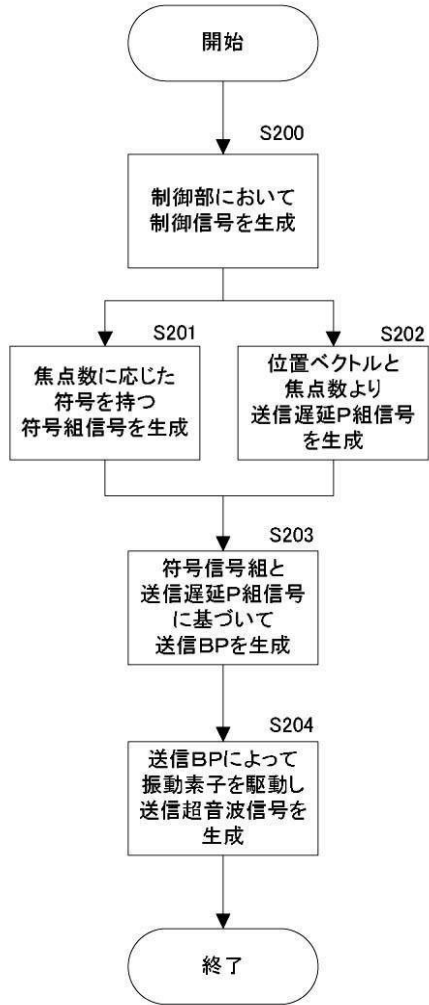 開始
S200
制御部において
制御信号を生成
S201
焦点数に応じた
符号を持つ
符号組信号を生成
S202
位置ベクトルと
焦点数より
送信遅延P組信号
を生成
S203
符号信号組と
送信遅延P組信号
に基づいて
送信BPを生成
S204
送信BPによって
振動素子を駆動し
送信超音波信号を
生成
終了